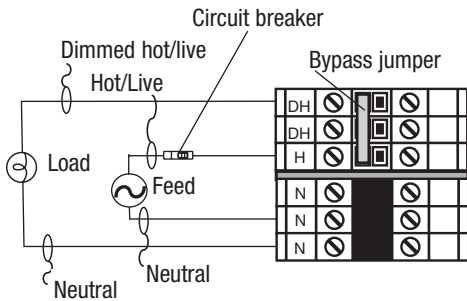 Circuit breaker
Dimmed hot/live
Hot/Live
Bypass jumper
DH
DH
H
Load
Feed
N
N
N
Neutral
Neutral